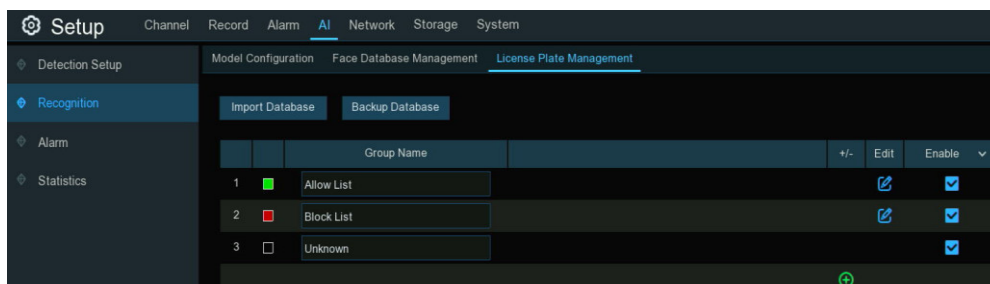 Setup Channel Record Alarm AI Network Storage System
Detection Setup
Recognition
Alarm
Statistics
Model Configuration Face Database Management License Plate Management
Import Database Backup Database
Group Name +/- Edit Enable
1 Allow List
2 Block List
3 Unknown